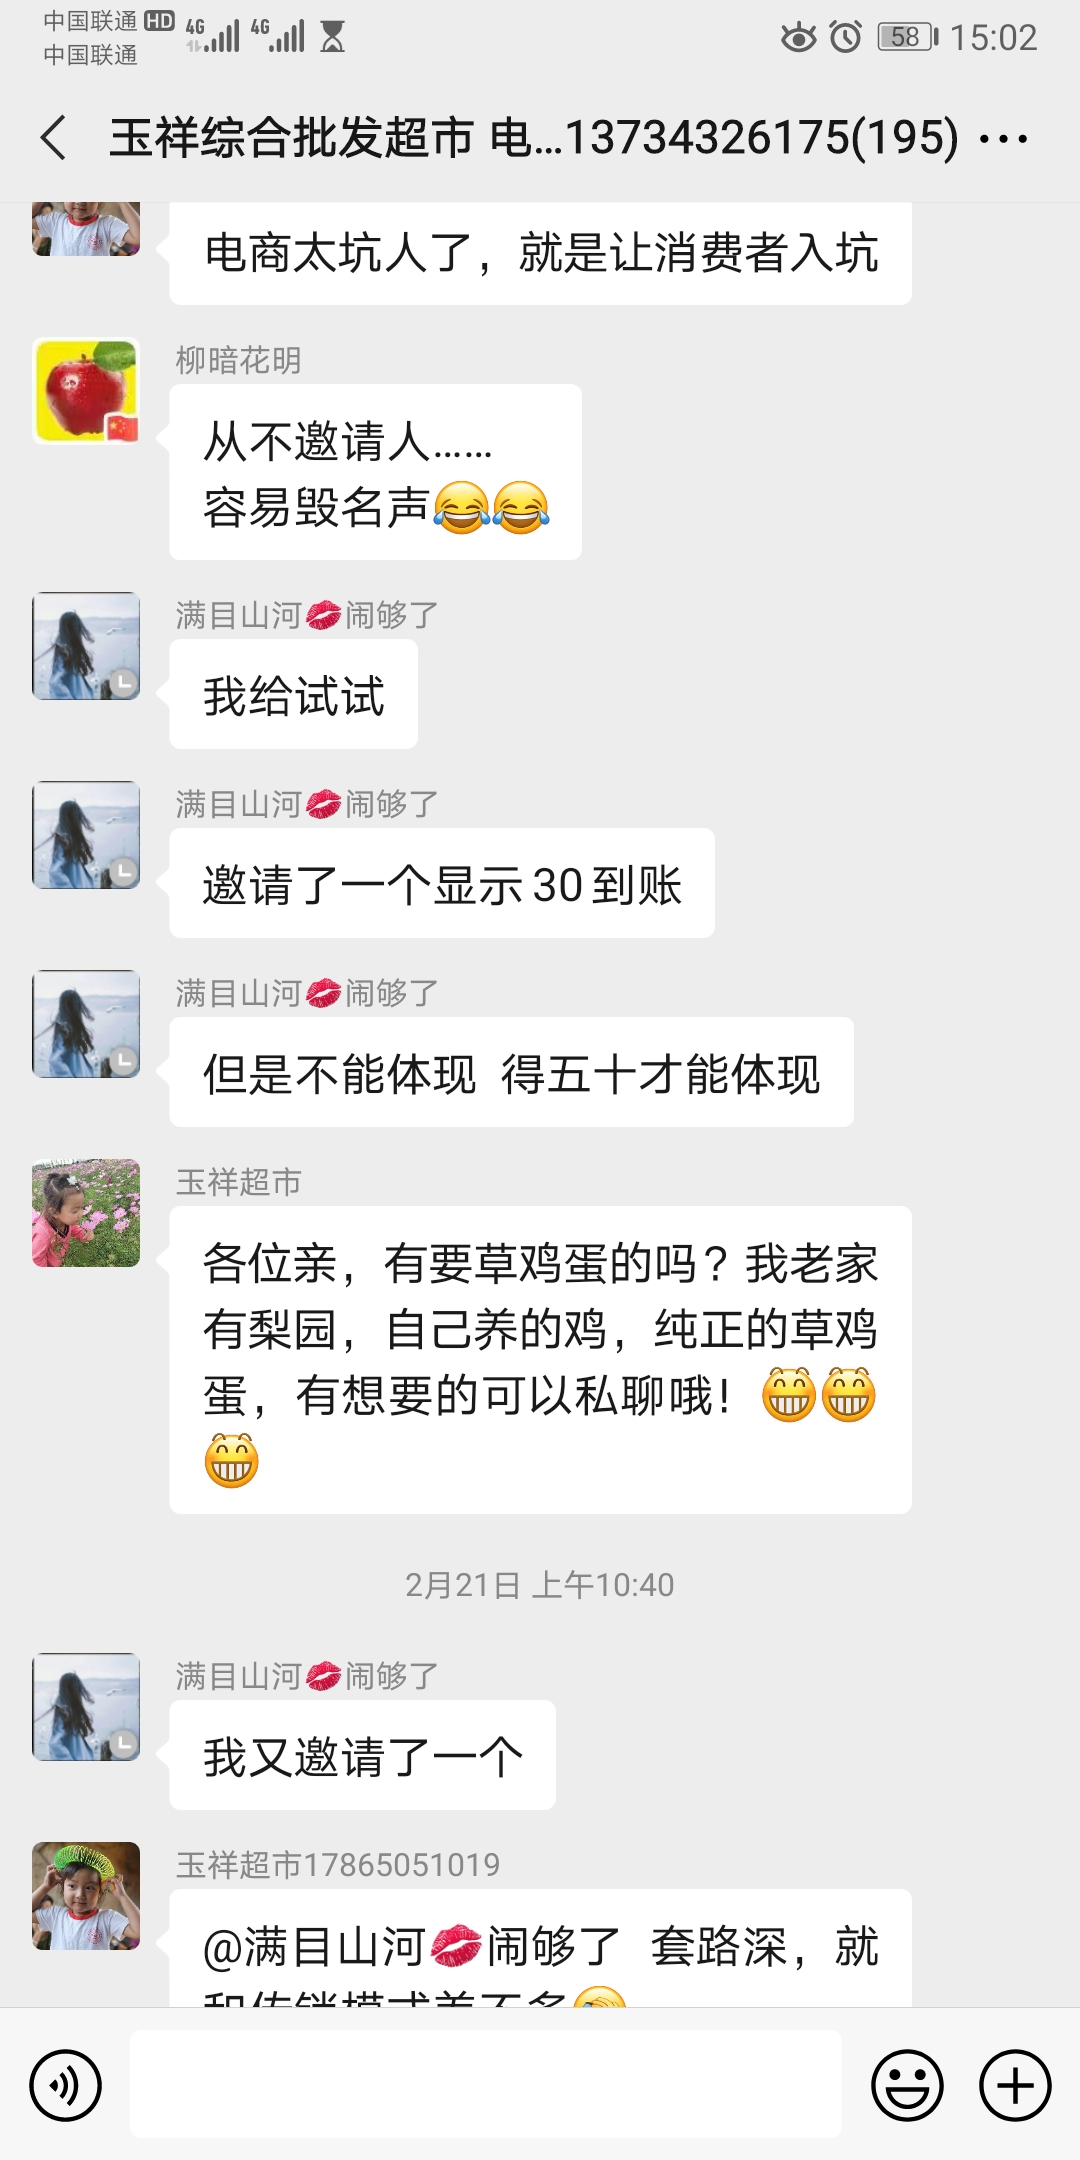 中国联通 HD 4G 4G 58 15:02
中国联通
玉祥综合批发超市 电...13734326175(195)
电商太坑人了，就是让消费者入坑
柳暗花明
从不邀请人......
容易毁名声😂😂
满目山河💋闹够了
我给试试
满目山河💋闹够了
邀请了一个显示30到账
满目山河💋闹够了
但是不能体现 得五十才能体现
玉祥超市
各位亲，有要草鸡蛋的吗？我老家
有梨园，自己养的鸡，纯正的草鸡
蛋，有想要的可以私聊哦！😁😁
😁
2月21日 上午10:40
满目山河💋闹够了
我又邀请了一个
玉祥超市17865051019
@满目山河💋闹够了 套路深，就
和传销模式差不多